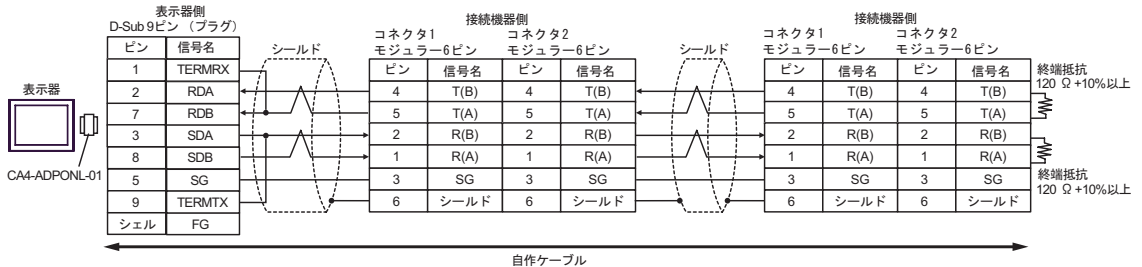 表示器
CA4-ADPONL-01
表示器側
D-Sub 9ピン （プラグ）
ピン 信号名
1 TERMRX
2 RDA
7 RDB
3 SDA
8 SDB
5 SG
9 TERMTX
シェル FG
シールド
接続機器側
コネクタ1 コネクタ2
モジュラー6ピン モジュラー6ピン
ピン 信号名 ピン 信号名
4 T(B) 4 T(B)
5 T(A) 5 T(A)
2 R(B) 2 R(B)
1 R(A) 1 R(A)
3 SG 3 SG
6 シールド 6 シールド
シールド
接続機器側
コネクタ1 コネクタ2
モジュラー6ピン モジュラー6ピン
ピン 信号名 ピン 信号名
4 T(B) 4 T(B)
5 T(A) 5 T(A)
2 R(B) 2 R(B)
1 R(A) 1 R(A)
3 SG 3 SG
6 シールド 6 シールド
終端抵抗
120 Ω +10%以上
終端抵抗
120 Ω +10%以上
自作ケーブル